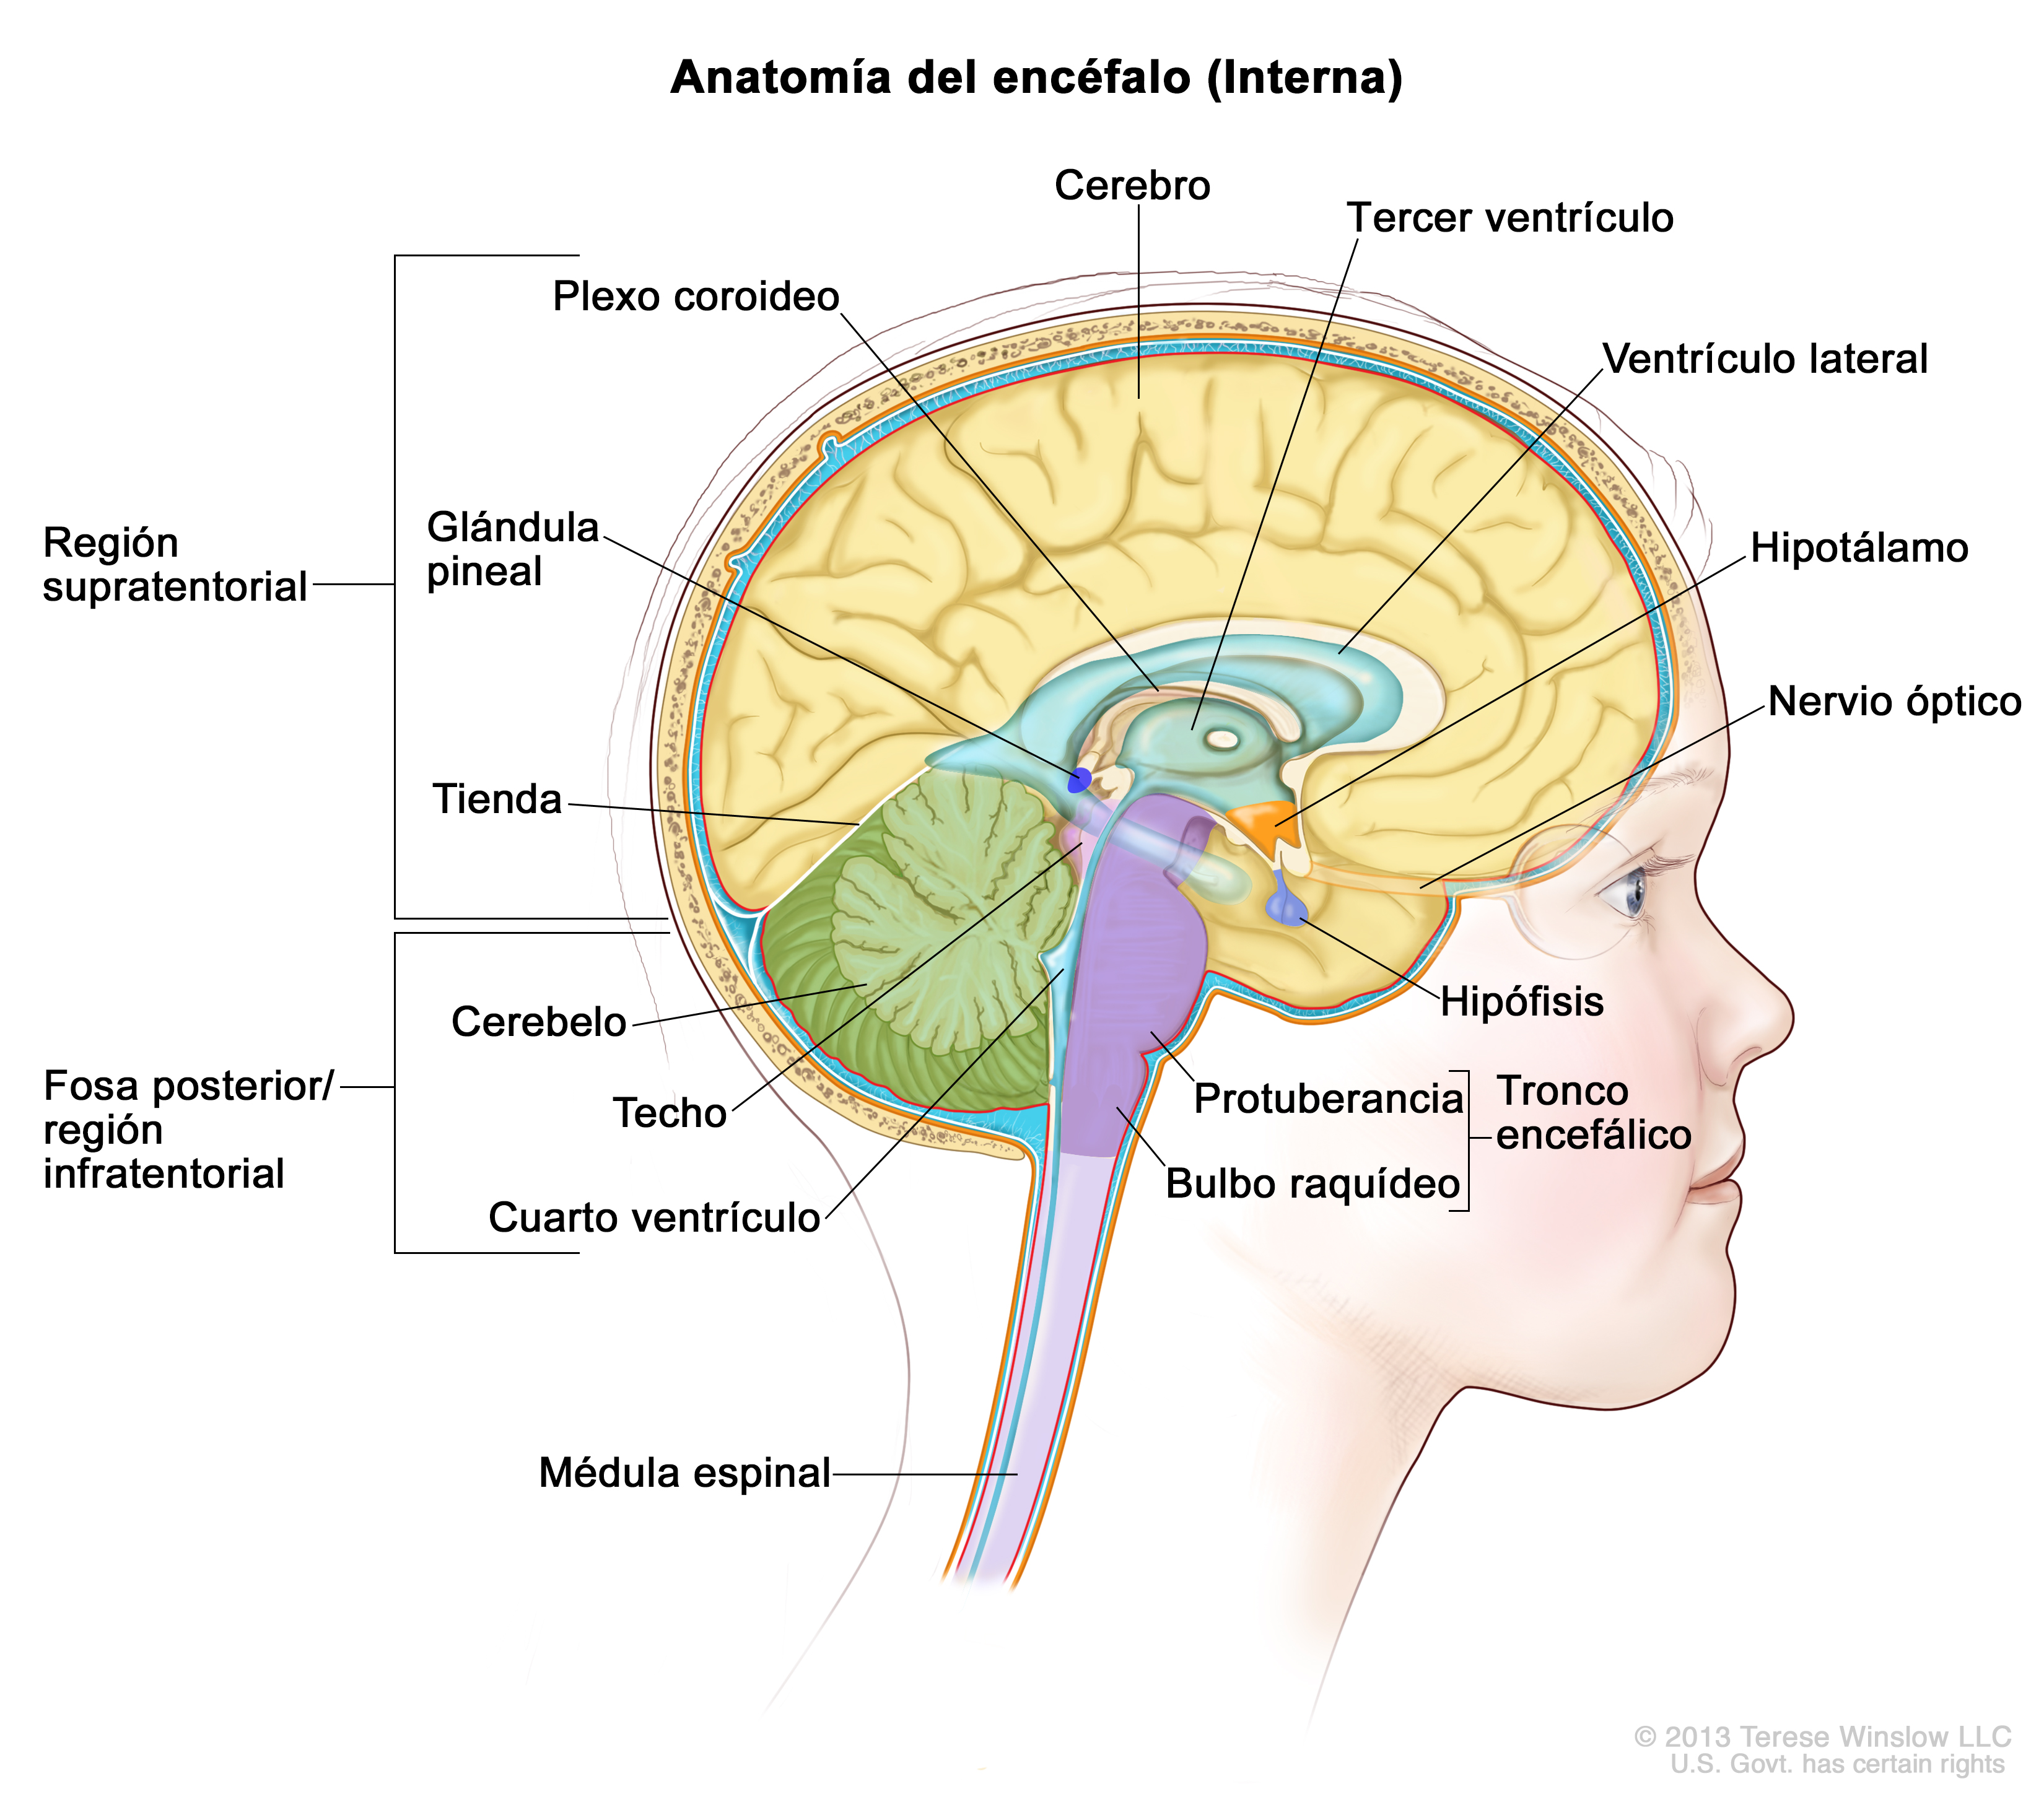 Anatomía del encéfalo (Interna)
Cerebro
Tercer ventrículo
Plexo coroideo
Ventrículo lateral
Glándula
pineal
Región
supratentorial
Hipotálamo
Nervio óptico
Tienda
Cerebelo
Hipófisis
Fosa posterior/
región
infratentorial
Techo
Protuberancia
Tronco
encefálico
Bulbo raquídeo
Cuarto ventrículo
Médula espinal
© 2013 Terese Winslow LLC
U.S. Govt. has certain rights